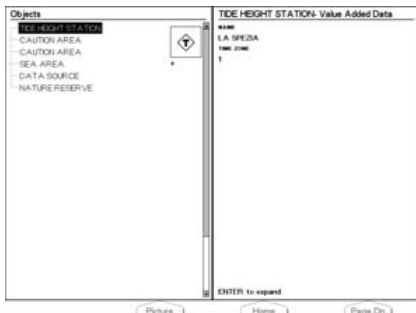 Objects
TIDE HEIGHT STATION
CAUTION AREA
CAUTION AREA
SEA AREA
DATA SOURCE
NATURE RESERVE
T
TIDE HEIGHT STATION- Value Added Data
NAME
LA SPEZIA
TIME ZONE
1
ENTER to expand
Picture
Home
Page Dn